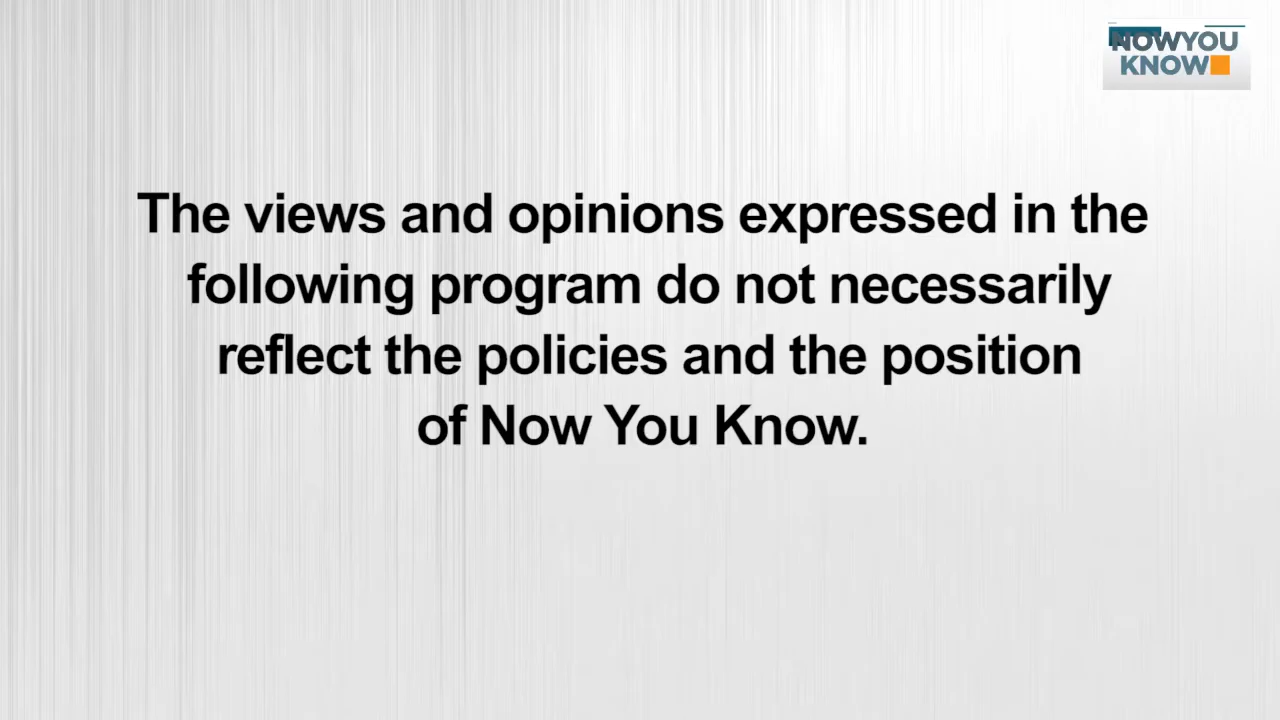 NOWYOU
KNOW
The views and opinions expressed in the
following program do not necessarily
reflect the policies and the position
of Now You Know.